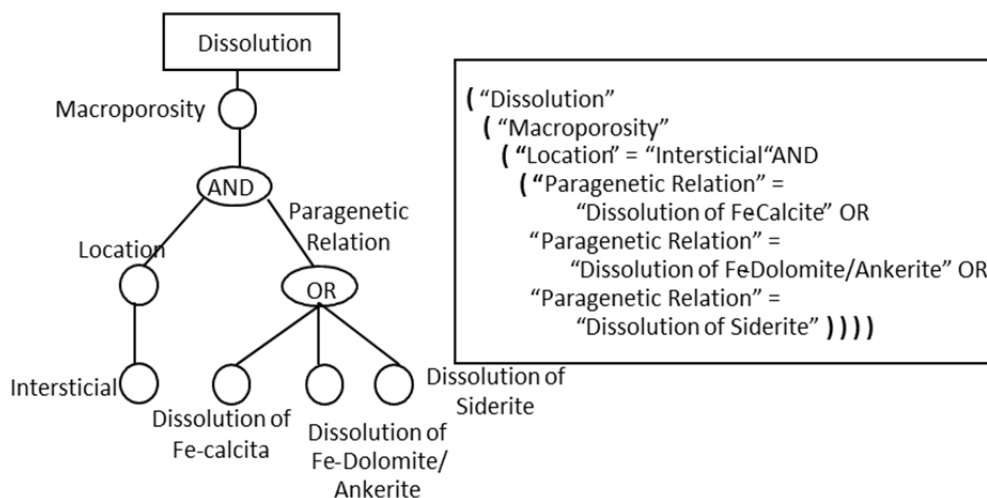 Dissolution
Macroporosity
AND
Paragenetic
Relation
Location
OR
Intersticial
Dissolution of
Fe-calcita
Dissolution of
Fe-Dolomite/
Ankerite
Dissolution of
Siderite
( “Dissolution”
( “Macroporosity”
( “Location” = “Intersticial“AND
( “Paragenetic Relation” =
“Dissolution of FeCalcite” OR
“Paragenetic Relation” =
“Dissolution of FeDolomite/Ankerite” OR
“Paragenetic Relation” =
“Dissolution of Siderite” ) ) ) )